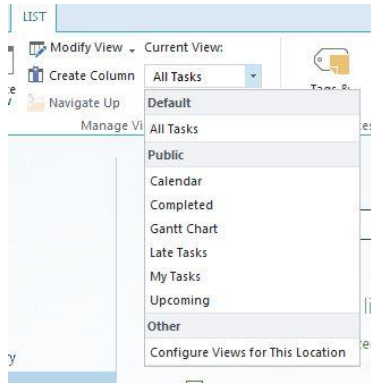 LIST
Modify View
Current View:
Create Column
All Tasks
Navigate Up
Manage Vi
Tags &
Default
All Tasks
Public
Calendar
Completed
Gantt Chart
Late Tasks
My Tasks
Upcoming
Other
Configure Views for This Location